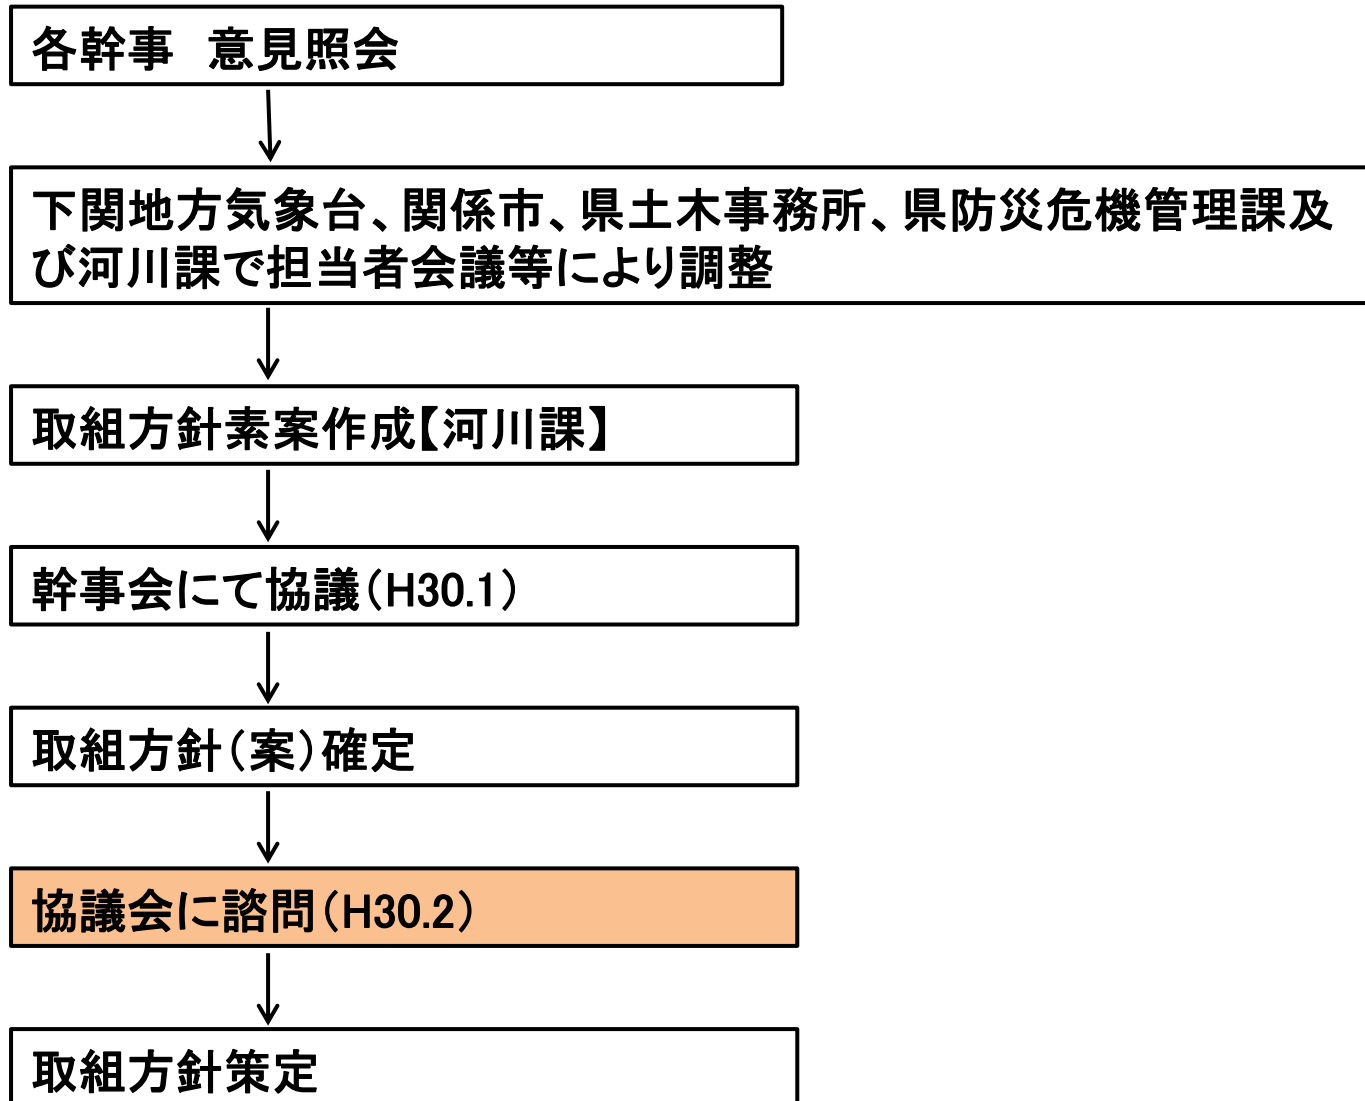 各幹事　意見照会
下関地方気象台、関係市、県土木事務所、県防災危機管理課及
び河川課で担当者会議等により調整
取組方針素案作成【河川課】
幹事会にて協議（H30.1）
取組方針（案）確定
協議会に諮問（H30.2）
取組方針策定